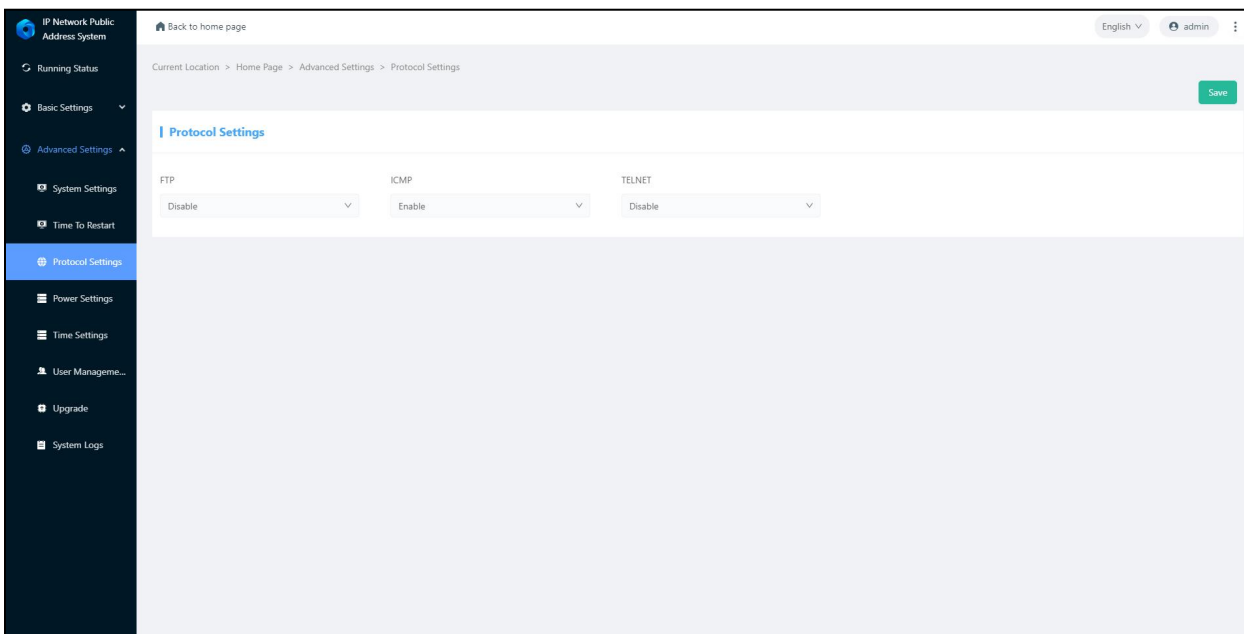 IP Network Public
Address System
Back to home page
English
admin
Running Status
Current Location > Home Page > Advanced Settings > Protocol Settings
Save
Basic Settings
Protocol Settings
Advanced Settings
FTP
ICMP
TELNET
Disable
Enable
Disable
System Settings
Time To Restart
Protocol Settings
Power Settings
Time Settings
User Manageme...
Upgrade
System Logs